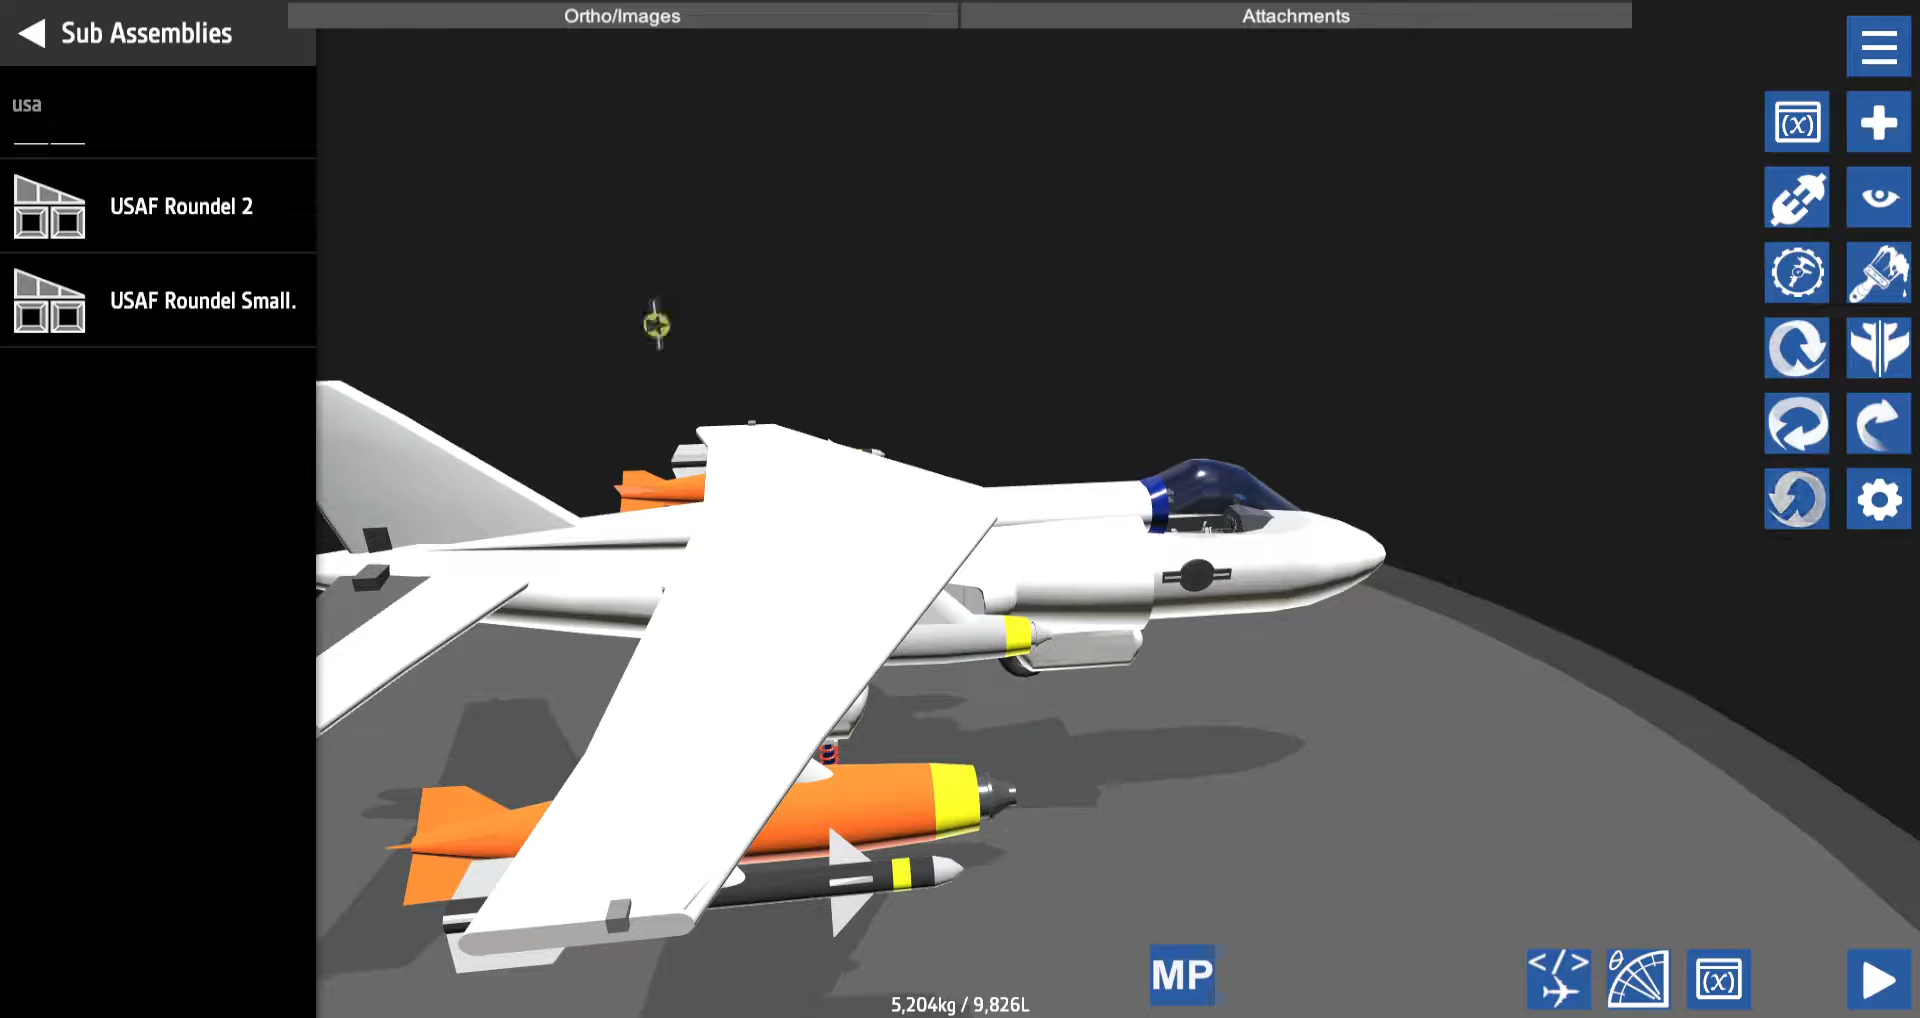 Ortho/Images
Attachments
Sub Assemblies
usa
USAF Roundel 2
USAF Roundel Small.
(x)
MP
</>
θ
(x)
5,204kg / 9,826L